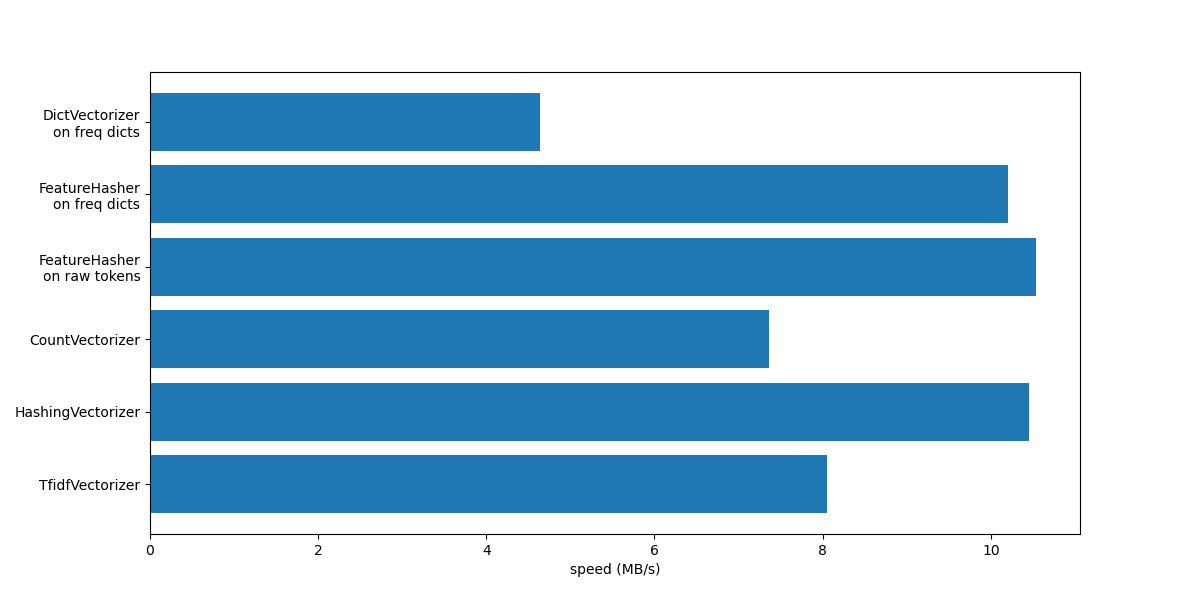 DictVectorizer
on freq dicts
FeatureHasher
on freq dicts
FeatureHasher
on raw tokens
CountVectorizer
HashingVectorizer
TfidfVectorizer
0 2 4 6 8 10
speed (MB/s)